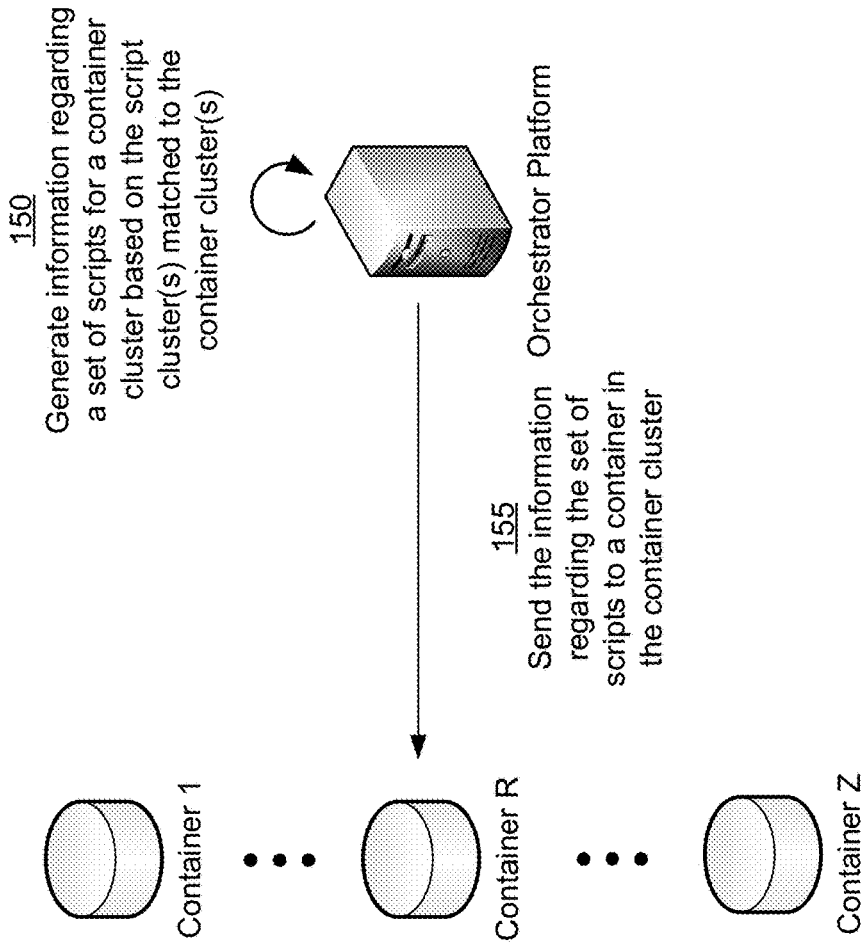 150
Generate information regarding
a set of scripts for a container
cluster based on the script
cluster(s) matched to the
container cluster(s)
Orchestrator Platform
155
Send the information
regarding the set of
scripts to a container in
the container cluster
Container 1
Container R
Container Z